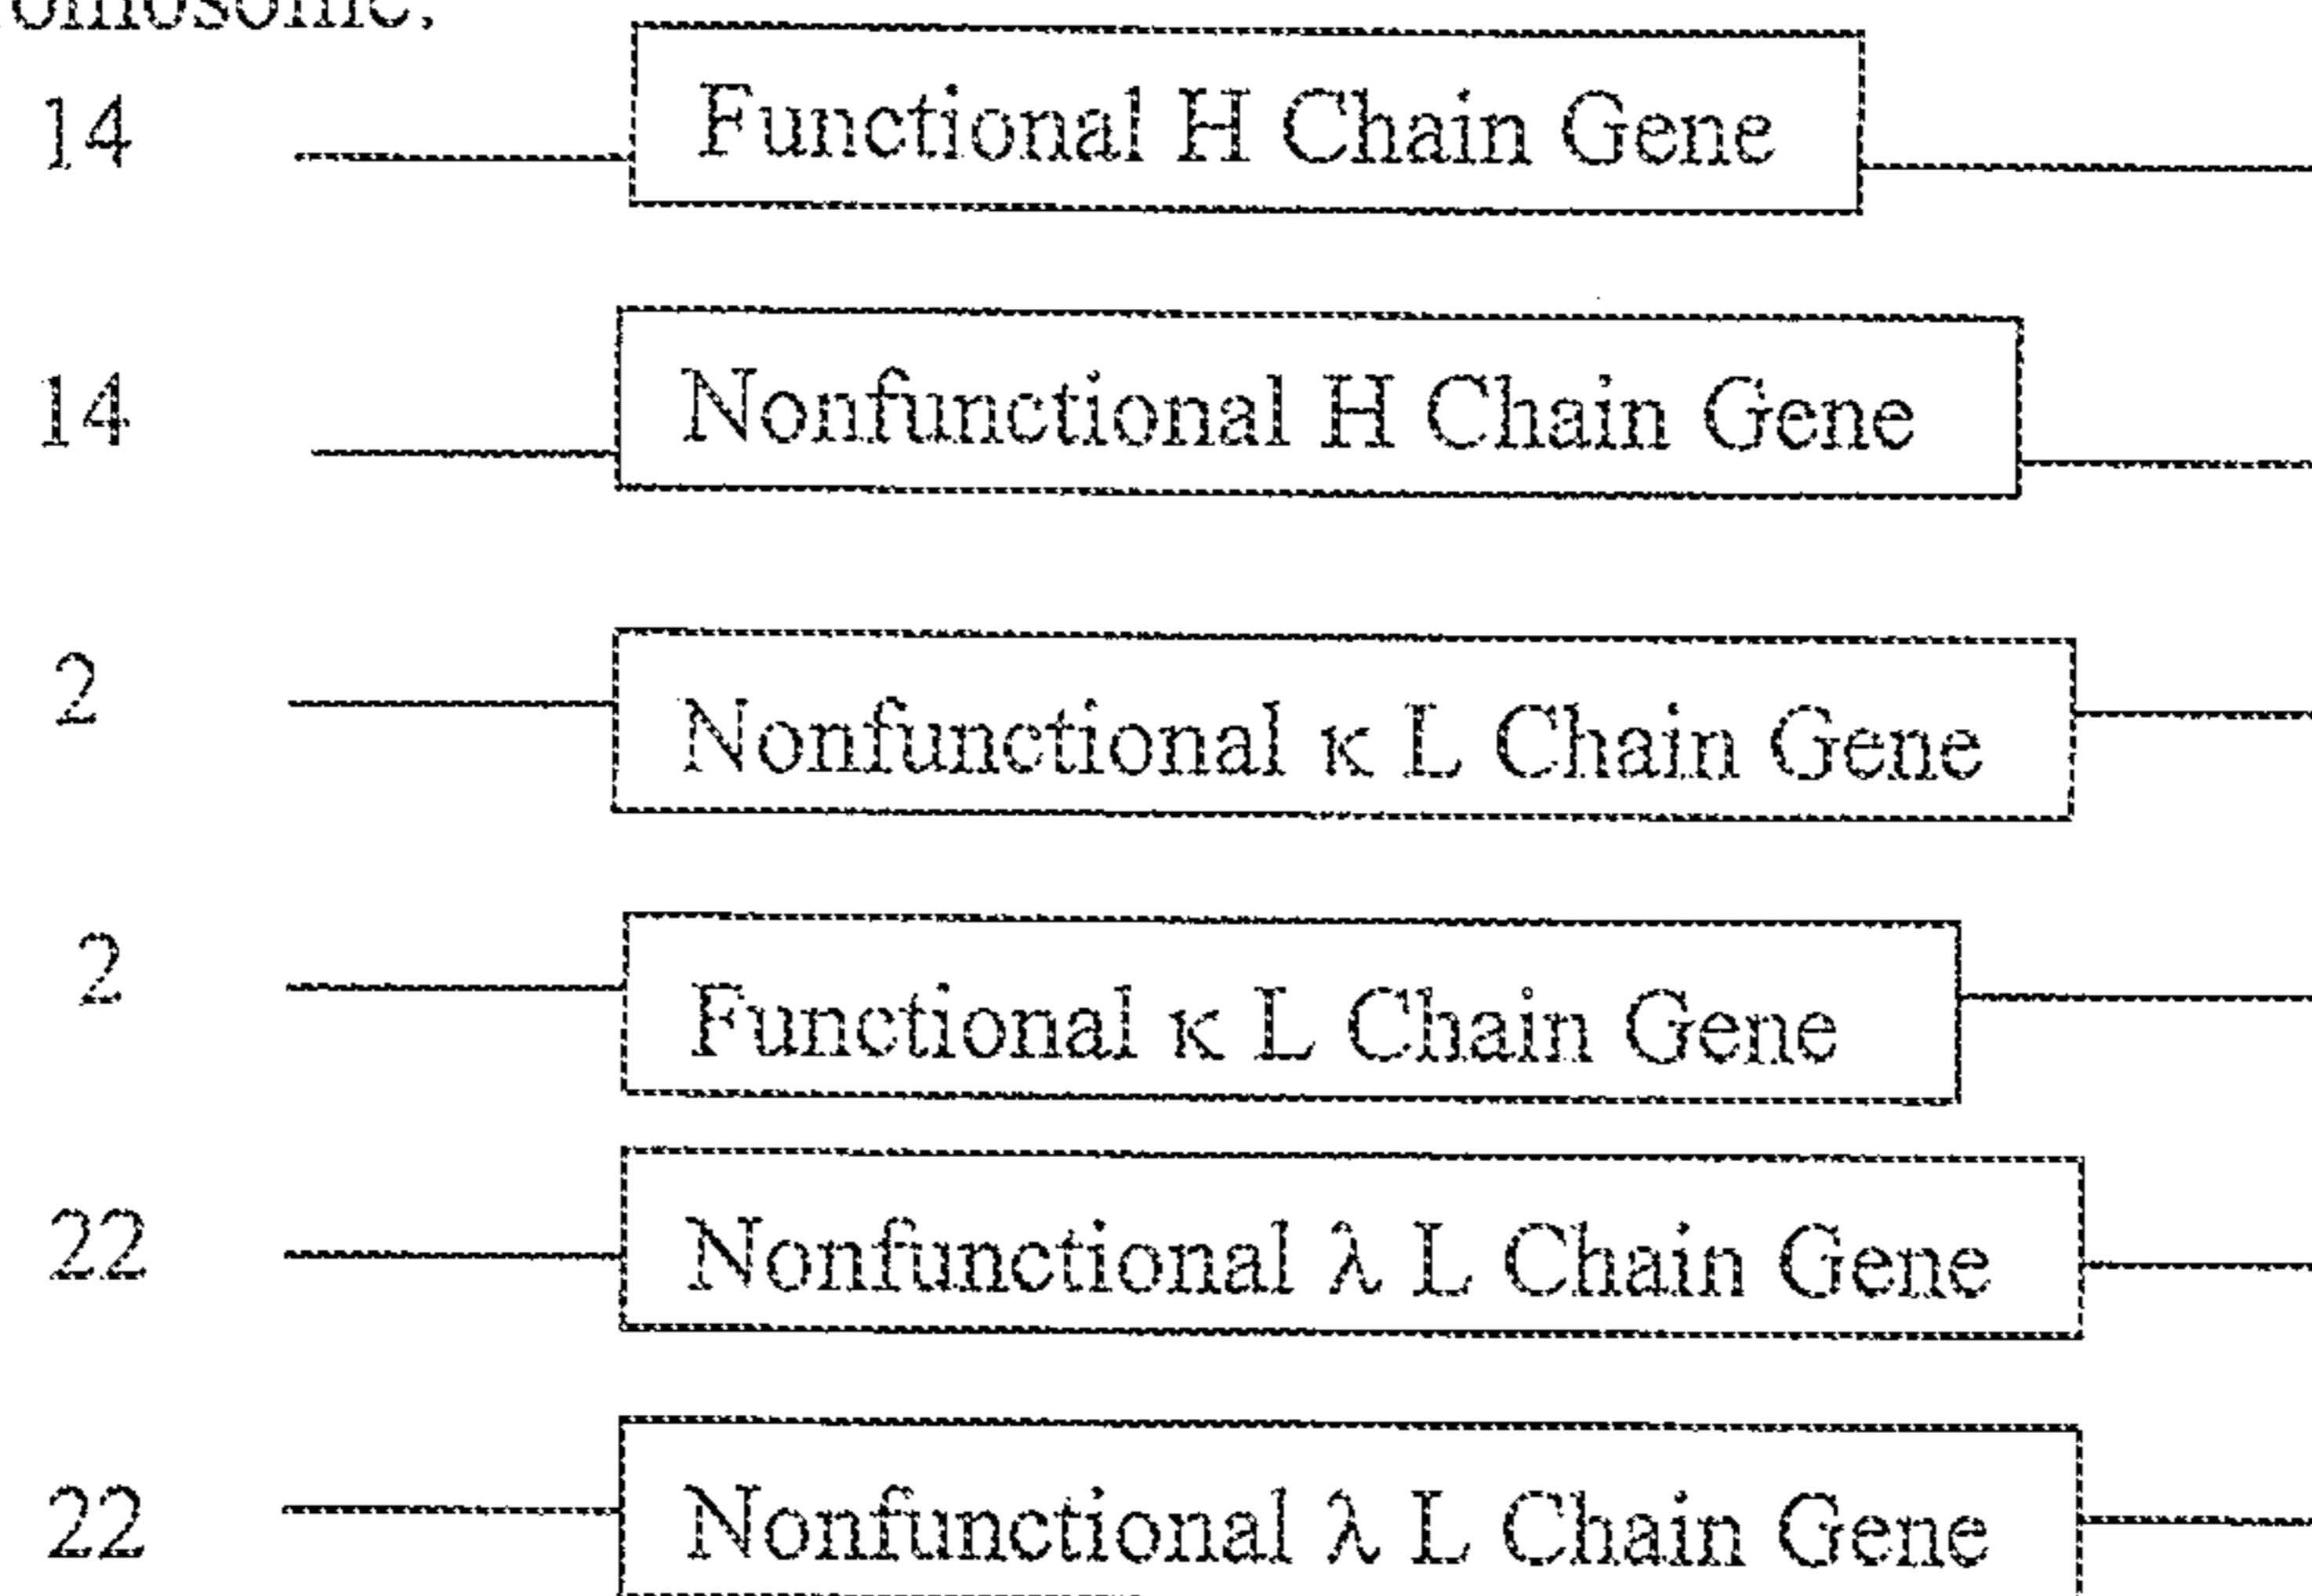 14 Functional H Chain Gene
14 Nonfunctional H Chain Gene
2 Nonfunctional κ L Chain Gene
2 Functional κ L Chain Gene
22 Nonfunctional λ L Chain Gene
22 Nonfunctional λ L Chain Gene